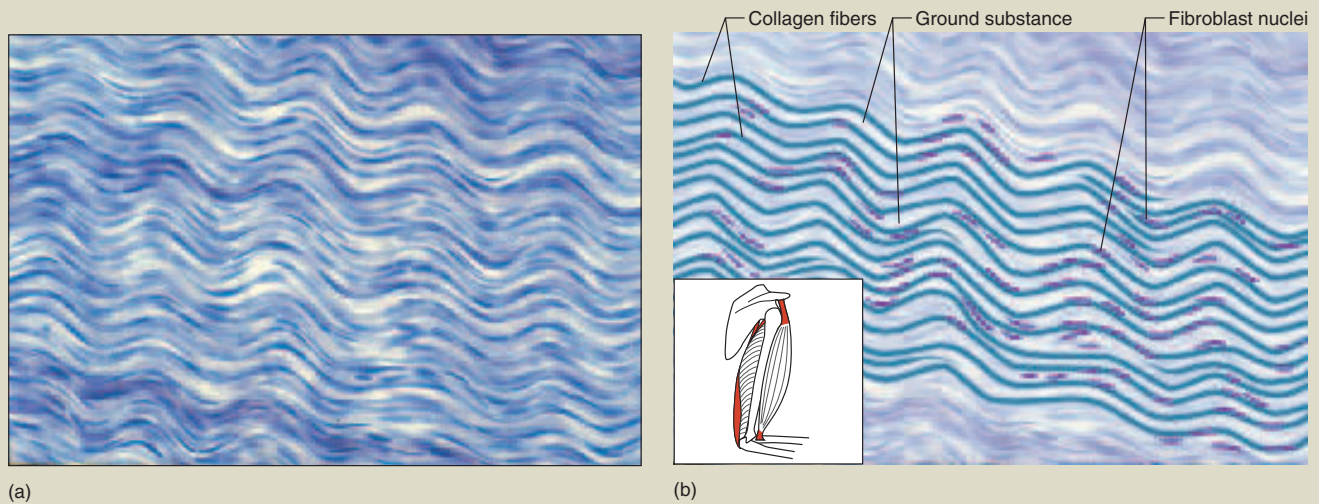 Collagen fibers
Ground substance
Fibroblast nuclei
(a)
(b)